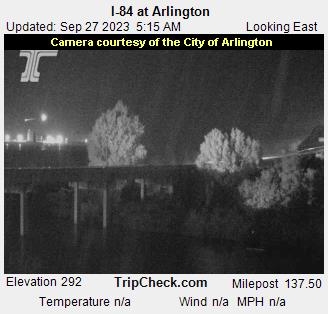 I-84 at Arlington
Updated: Sep 27 2023 5:15 AM Looking East
Camera courtesy of the City of Arlington
Elevation 292 TripCheck.com Milepost 137.50
Temperature n/a Wind n/a MPH n/a